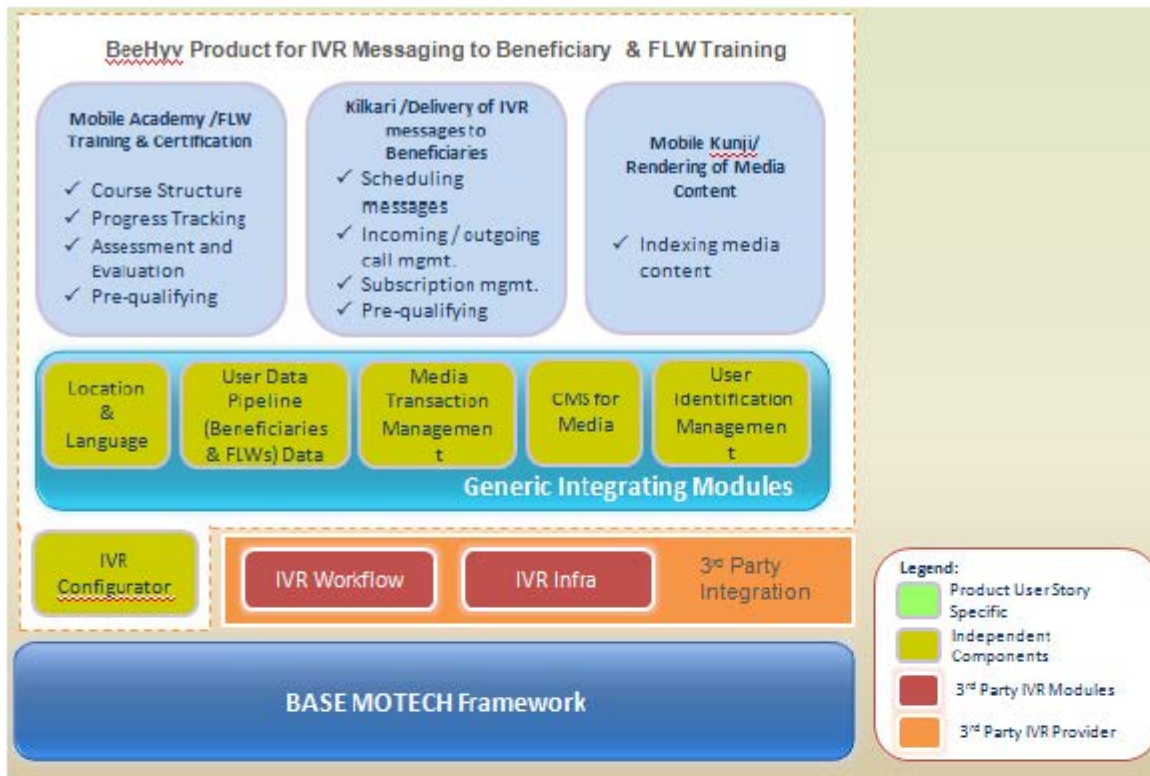 BeeHyv Product for IVR Messaging to Beneficiary & FLW Training
Mobile Academy /FLW
Training & Certification
✓ Course Structure
✓ Progress Tracking
✓ Assessment and
Evaluation
✓ Pre-qualifying
Kilkari /Delivery of IVR
messages to
Beneficiaries
✓ Scheduling
messages
✓ Incoming / outgoing
call mgmt.
✓ Subscription mgmt.
✓ Pre-qualifying
Mobile Kunji/
Rendering of Media
Content
✓ Indexing media
content
Location
&
Language
User Data
Pipeline
(Beneficiaries
& FLWs) Data
Media
Transaction
Managemen
t
CMS for
Media
User
Identification
Managemen
t
Generic Integrating Modules
IVR
Configurator
IVR Workflow
IVR Infra
3rd Party
Integration
BASE MOTECH Framework
Legend:
Product User Story
Specific
Independent
Components
3rd Party IVR Modules
3rd Party IVR Provider